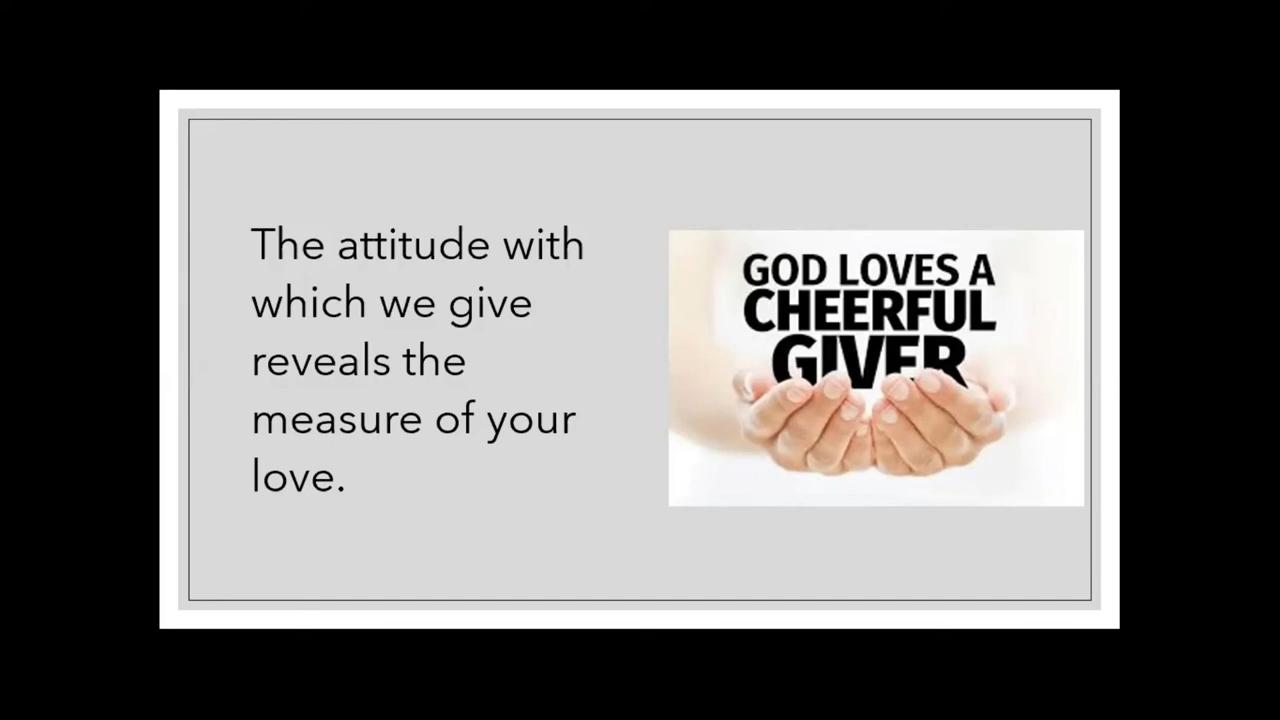 The attitude with
which we give
reveals the
measure of your
love.
GOD LOVES A
CHEERFUL
GIVER